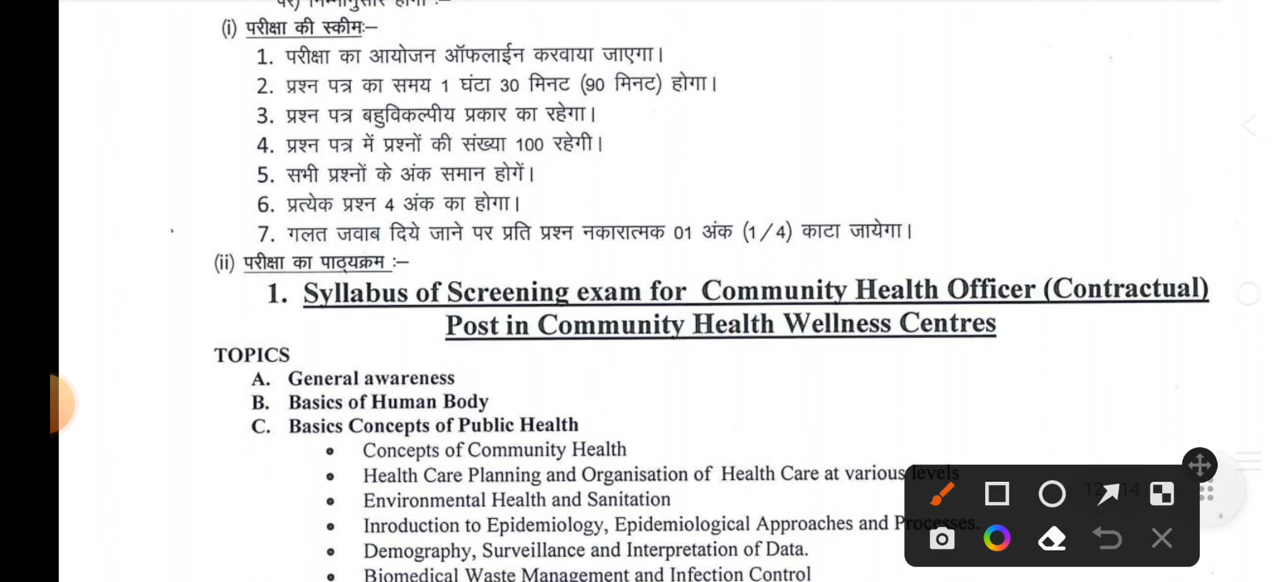 पर) निम्नानुसार होगी :–
(i) परीक्षा की स्कीमः–
1. परीक्षा का आयोजन ऑफलाईन करवाया जाएगा।
2. प्रश्न पत्र का समय 1 घंटा 30 मिनट (90 मिनट) होगा।
3. प्रश्न पत्र बहुविकल्पीय प्रकार का रहेगा।
4. प्रश्न पत्र में प्रश्नों की संख्या 100 रहेगी।
5. सभी प्रश्नों के अंक समान होगें।
6. प्रत्येक प्रश्न 4 अंक का होगा।
7. गलत जवाब दिये जाने पर प्रति प्रश्न नकारात्मक 01 अंक (1/4) काटा जायेगा।
(ii) परीक्षा का पाठ्यक्रम :–
1. Syllabus of Screening exam for Community Health Officer (Contractual)
Post in Community Health Wellness Centres
TOPICS
A. General awareness
B. Basics of Human Body
C. Basics Concepts of Public Health
• Concepts of Community Health
• Health Care Planning and Organisation of Health Care at various levels
• Environmental Health and Sanitation
• Inroduction to Epidemiology, Epidemiological Approaches and Processes.
• Demography, Surveillance and Interpretation of Data.
• Biomedical Waste Management and Infection Control